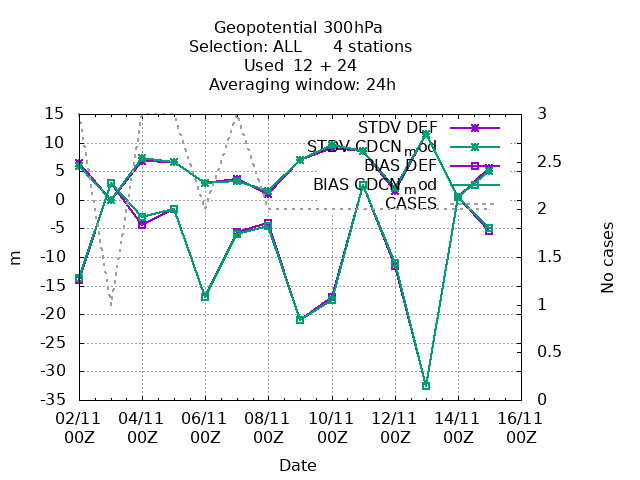 Geopotential 300hPa
Selection: ALL      4 stations
Used  12 + 24
Averaging window: 24h
15
10
5
0
-5
-10
-15
-20
-25
-30
-35
m
STDV DEF
STDV CDCN_mod
BIAS DEF
BIAS CDCN_mod
CASES
3
2.5
2
1.5
1
0.5
0
No cases
02/11 04/11 06/11 08/11 10/11 12/11 14/11 16/11
00Z 00Z 00Z 00Z 00Z 00Z 00Z 00Z
Date